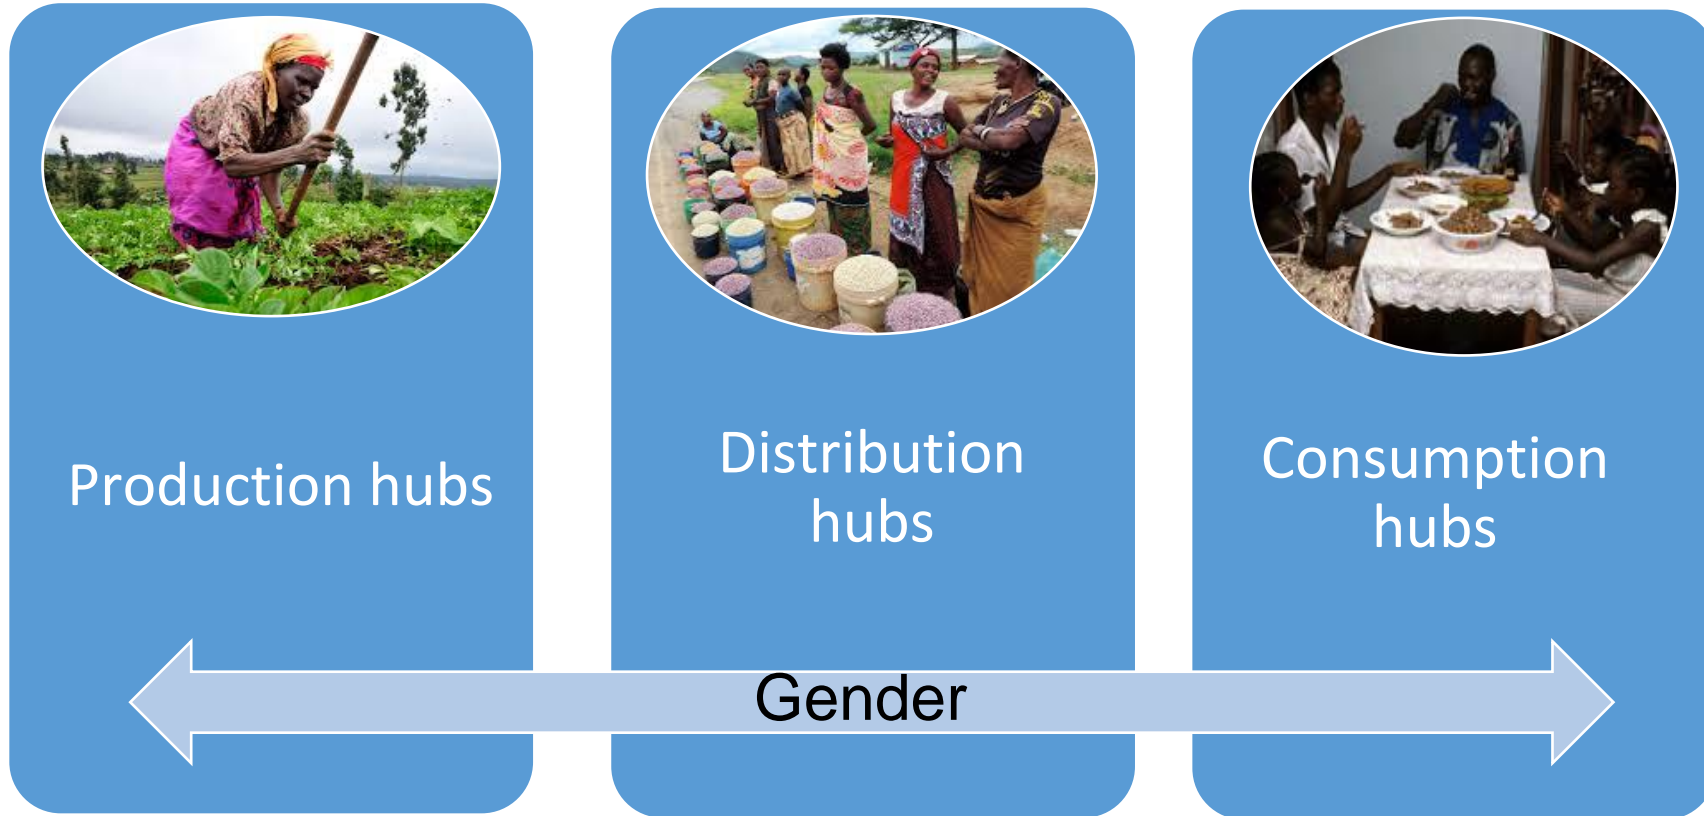 Production hubs
Distribution
hubs
Consumption
hubs
Gender